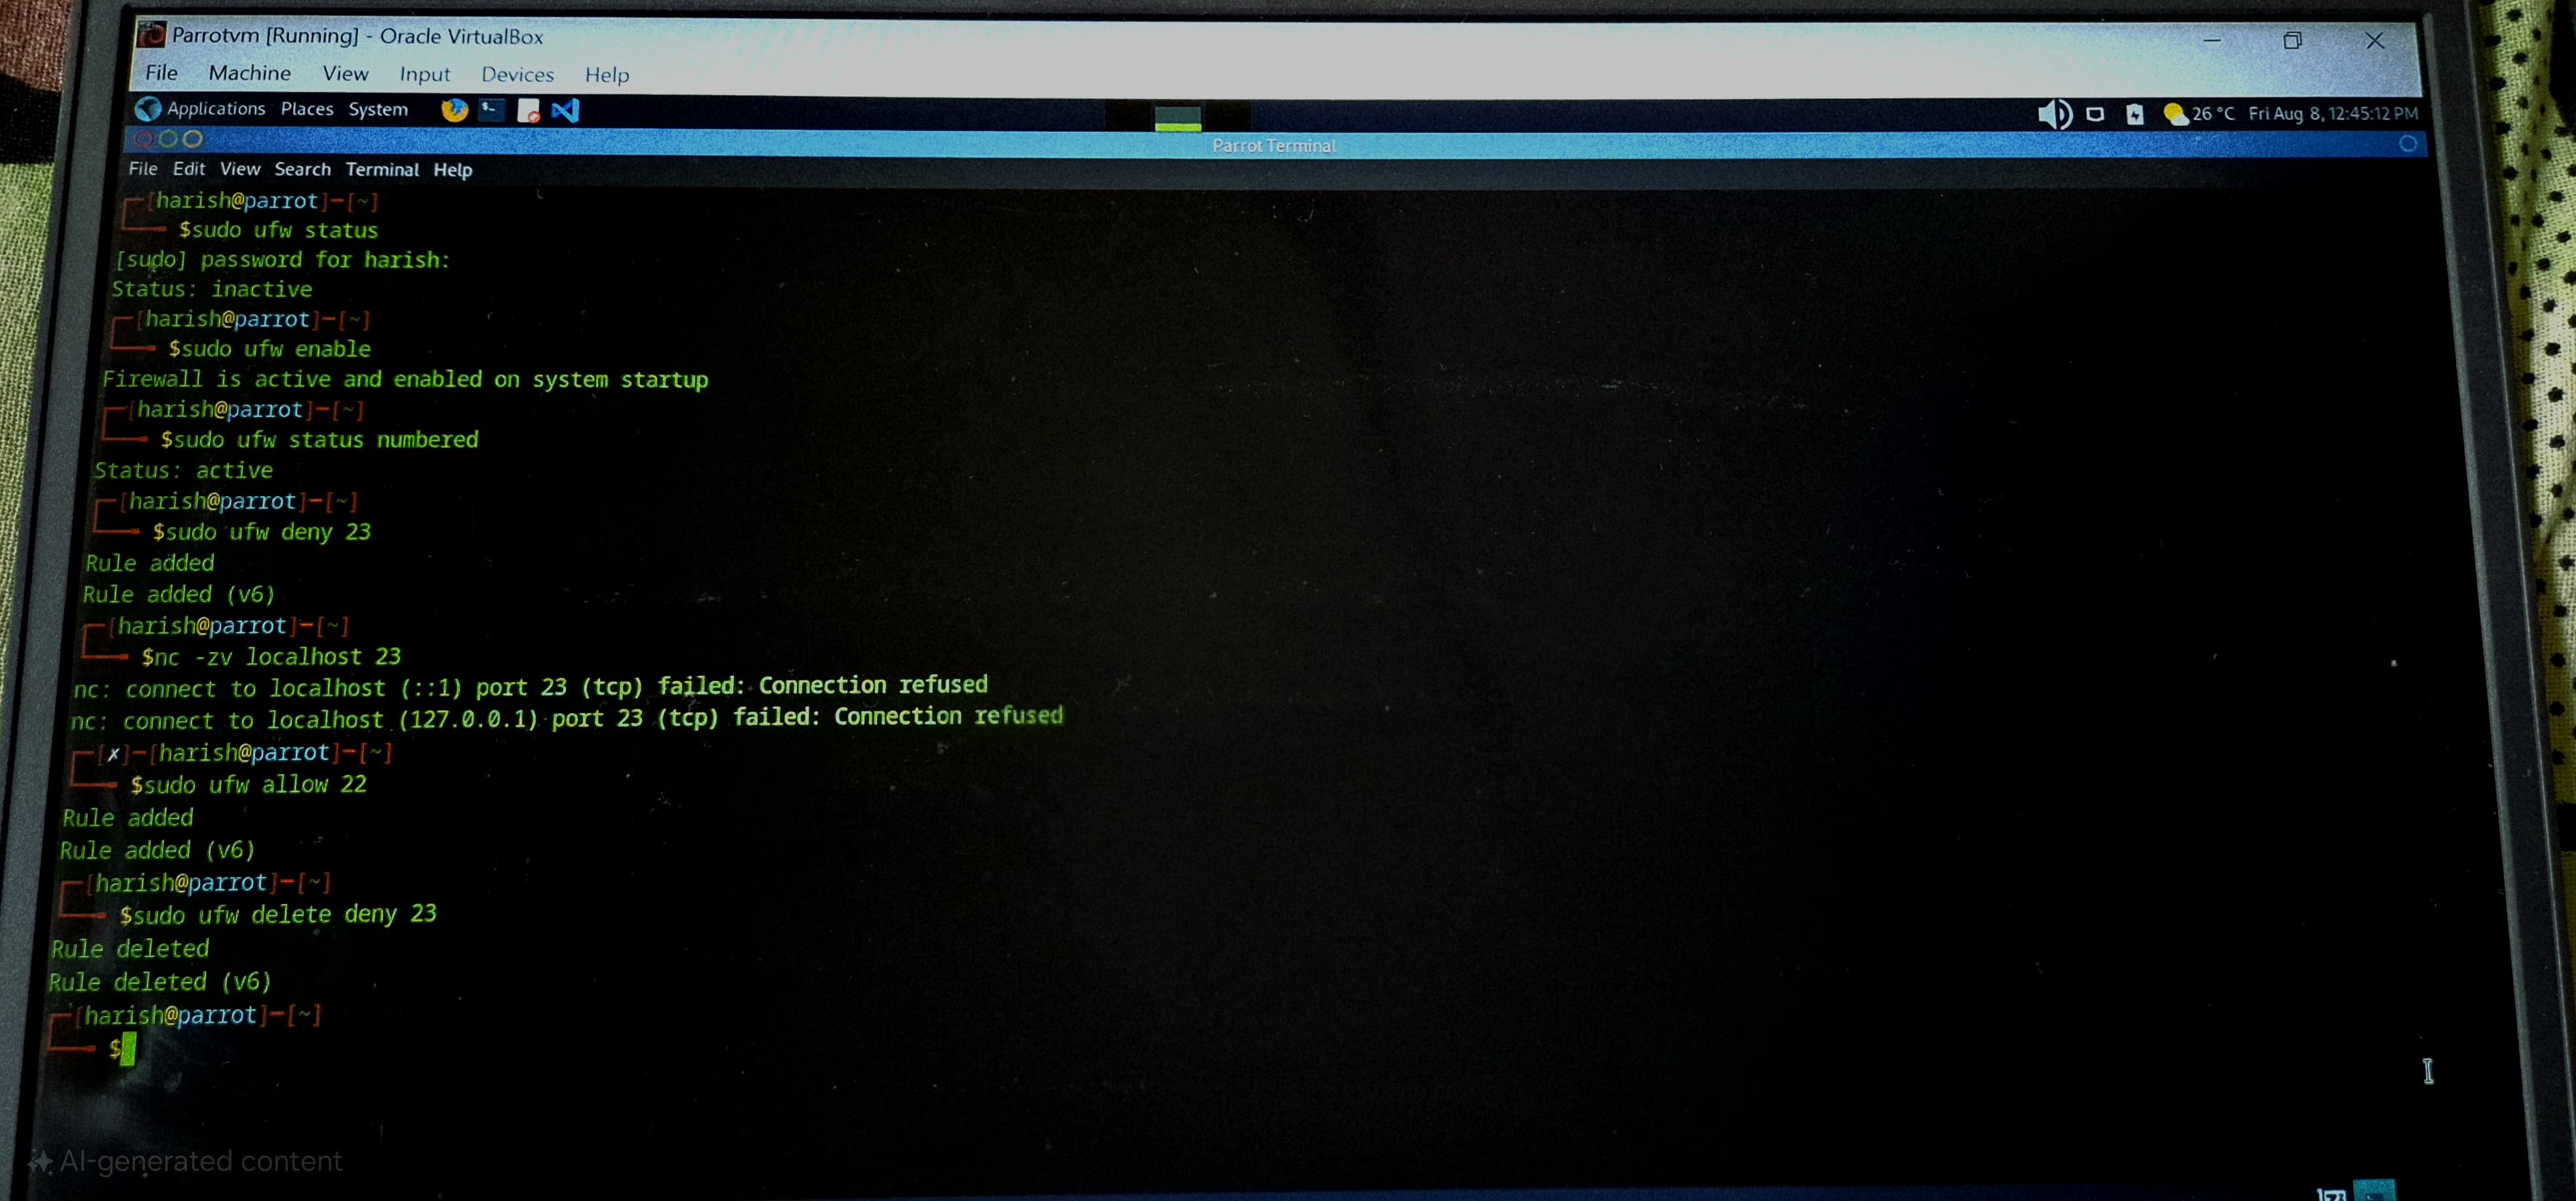 Parrotvm [Running] - Oracle VirtualBox
File Machine View Input Devices Help
Applications Places System
26 °C Fri Aug 8, 12:45:12 PM
Parrot Terminal
File Edit View Search Terminal Help
┌─[harish@parrot]─[~]
└──╼ $sudo ufw status
[sudo] password for harish:
Status: inactive
┌─[harish@parrot]─[~]
└──╼ $sudo ufw enable
Firewall is active and enabled on system startup
┌─[harish@parrot]─[~]
└──╼ $sudo ufw status numbered
Status: active
┌─[harish@parrot]─[~]
└──╼ $sudo ufw deny 23
Rule added
Rule added (v6)
┌─[harish@parrot]─[~]
└──╼ $nc -zv localhost 23
nc: connect to localhost (::1) port 23 (tcp) failed: Connection refused
nc: connect to localhost (127.0.0.1) port 23 (tcp) failed: Connection refused
┌─[✗]─[harish@parrot]─[~]
└──╼ $sudo ufw allow 22
Rule added
Rule added (v6)
┌─[harish@parrot]─[~]
└──╼ $sudo ufw delete deny 23
Rule deleted
Rule deleted (v6)
┌─[harish@parrot]─[~]
└──╼ $
AI-generated content